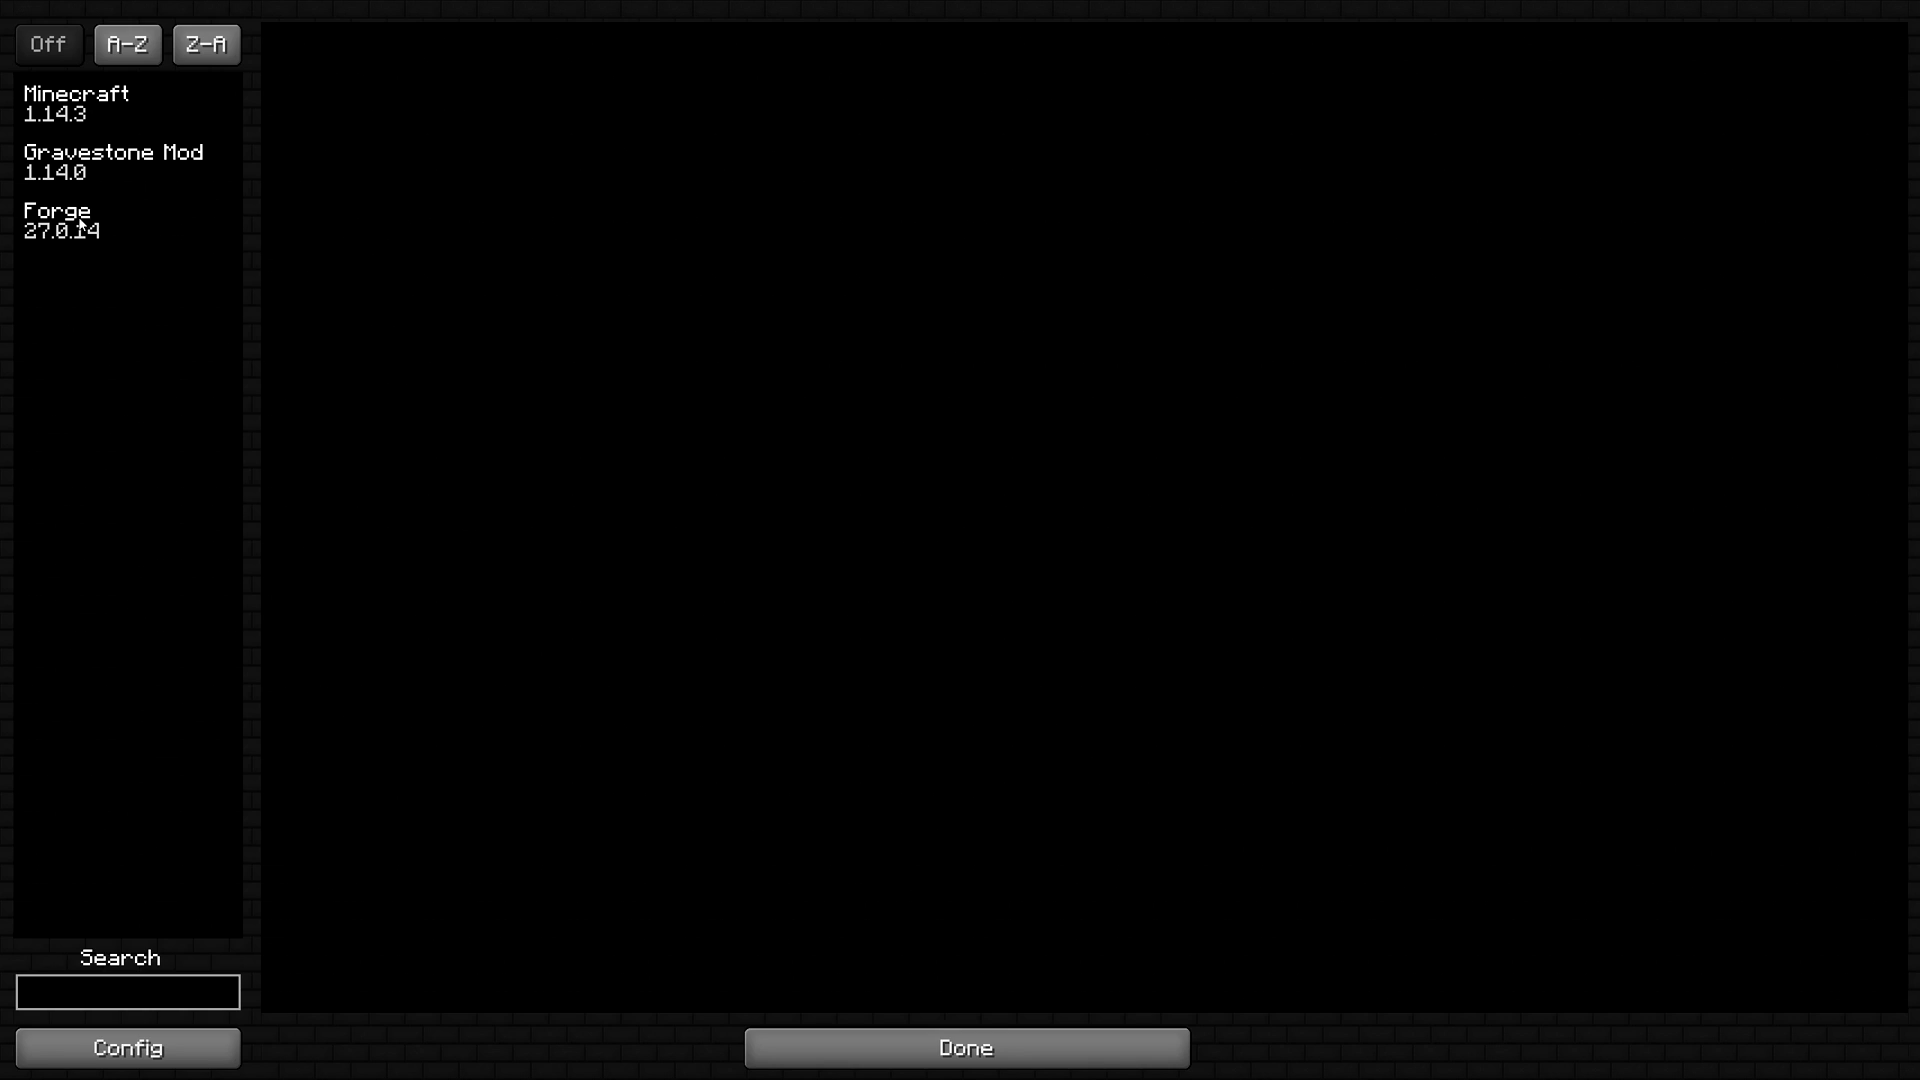 Off A-Z Z-A
Minecraft
1.14.3
Gravestone Mod
1.14.0
Forge
27.0.14
Search
Config
Done